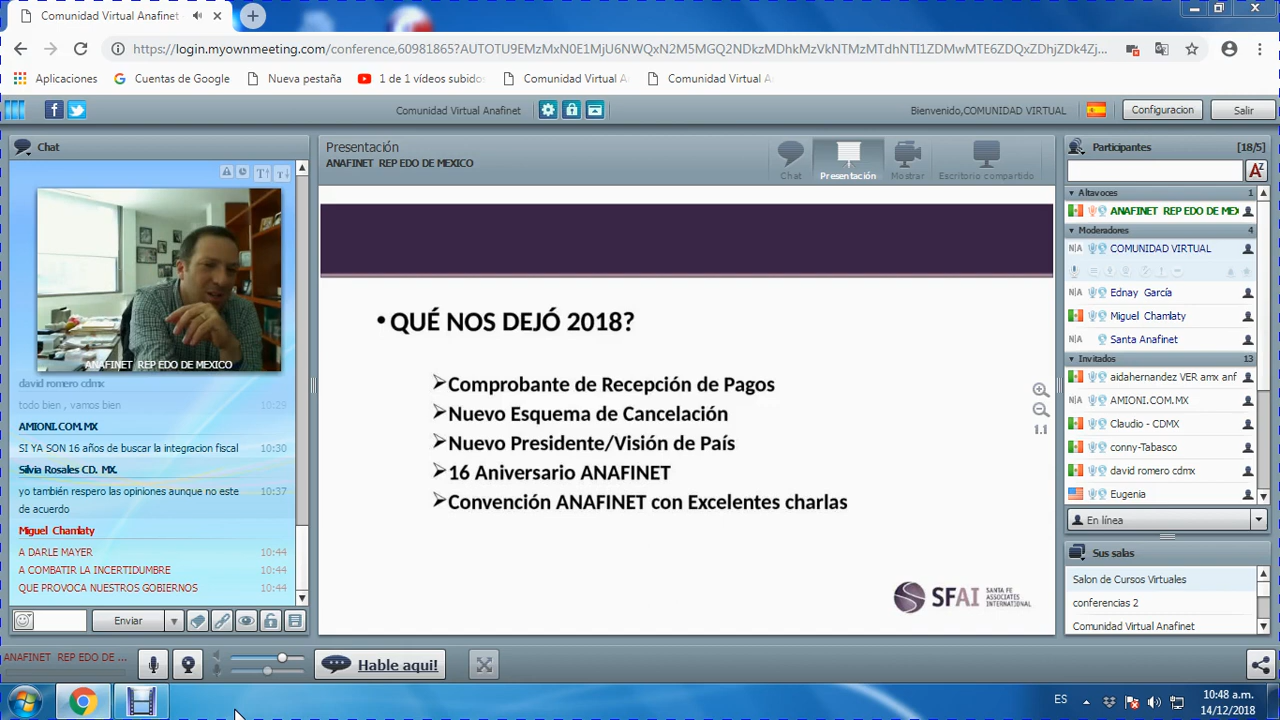 Comunidad Virtual Anafinet
https://login.myownmeeting.com/conference,60981865?AUTOTU9EMzMxN0E1MjU6NWQxN2M5MGQ2NDkzMDhkMzVkNTMzMTdhNTI1ZDMwMTE6ZDQxZDhjZDk4Zj...
Aplicaciones
Cuentas de Google
Nueva pestaña
1 de 1 vídeos subidos
Comunidad Virtual A
Comunidad Virtual A
Comunidad Virtual Anafinet
Bienvenido,COMUNIDAD VIRTUAL
Configuracion
Salir
Chat
ANAFINET REP EDO DE MEXICO
david romero cdmx
todo bien , vamos bien 10:29
AMIONI.COM.MX
SI YA SON 16 años de buscar la integracion fiscal 10:30
Silvia Rosales CD. MX.
yo también respero las opiniones aunque no este 10:37
de acuerdo
Miguel Chamlaty
A DARLE MAYER 10:44
A COMBATIR LA INCERTIDUMBRE 10:44
QUE PROVOCA NUESTROS GOBIERNOS 10:44
Enviar
ANAFINET REP EDO DE ...
Hable aqui!
Presentación
ANAFINET REP EDO DE MEXICO
Chat
Presentación
Mostrar
Escritorio compartido
• QUÉ NOS DEJÓ 2018?
➢Comprobante de Recepción de Pagos
➢Nuevo Esquema de Cancelación
➢Nuevo Presidente/Visión de País
➢16 Aniversario ANAFINET
➢Convención ANAFINET con Excelentes charlas
SFAI
SANTA FE
ASSOCIATES
INTERNATIONAL
1.1
Participantes [18/5]
Altavoces 1
ANAFINET REP EDO DE MEX
Moderadores 4
N/A COMUNIDAD VIRTUAL
N/A Ednay García
Miguel Chamlaty
N/A Santa Anafinet
Invitados 13
aidahernandez VER amx anf
N/A AMIONI.COM.MX
Claudio - CDMX
conny-Tabasco
david romero cdmx
Eugenia
En línea
Sus salas
Salon de Cursos Virtuales
conferencias 2
Comunidad Virtual Anafinet
ES
10:48 a.m.
14/12/2018